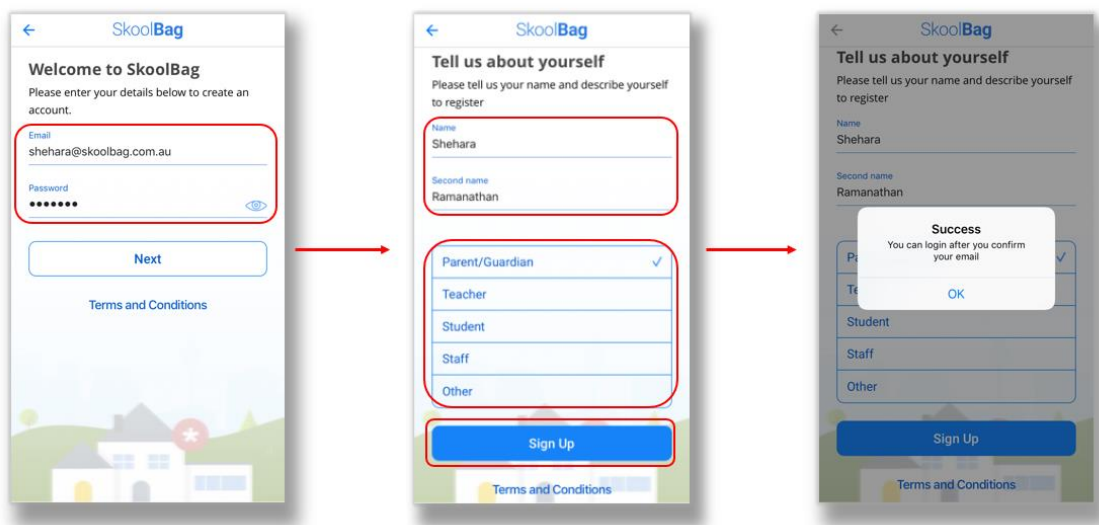 SkoolBag
Welcome to SkoolBag
Please enter your details below to create an
account.
Email
shehara@skoolbag.com.au
Password
•••••••
Next
Terms and Conditions
SkoolBag
Tell us about yourself
Please tell us your name and describe yourself
to register
Name
Shehara
Second name
Ramanathan
Parent/Guardian
Teacher
Student
Staff
Other
Sign Up
Terms and Conditions
SkoolBag
Tell us about yourself
Please tell us your name and describe yourself
to register
Name
Shehara
Second name
Ramanathan
Success
You can login after you confirm
your email
OK
Pa
Te
Student
Staff
Other
Sign Up
Terms and Conditions